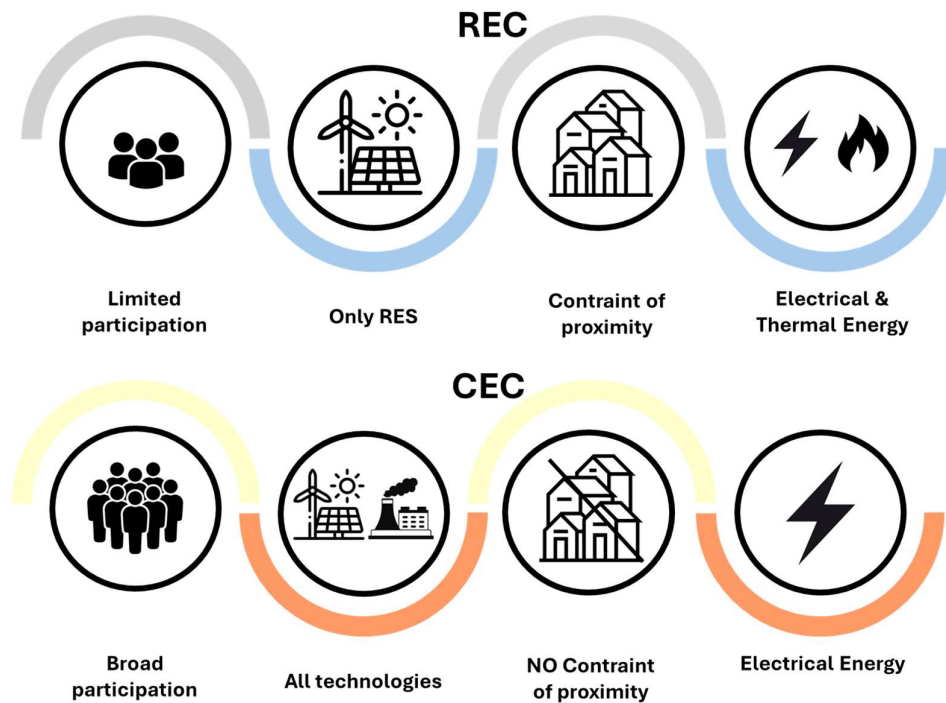 REC
Limited
participation
Only RES
Contraint of
proximity
Electrical &
Thermal Energy
CEC
Broad
participation
All technologies
NO Contraint
of proximity
Electrical Energy